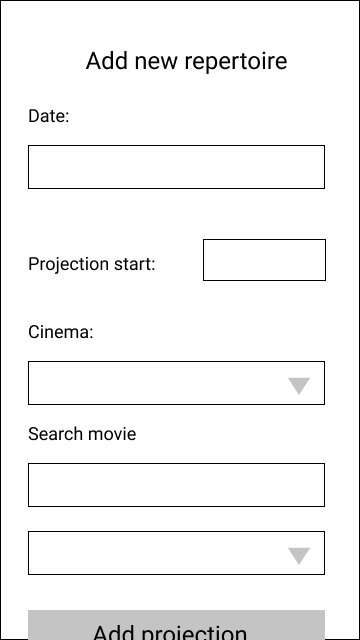 Add new repertoire
Date:
Projection start:
Cinema:
Search movie
Add projection